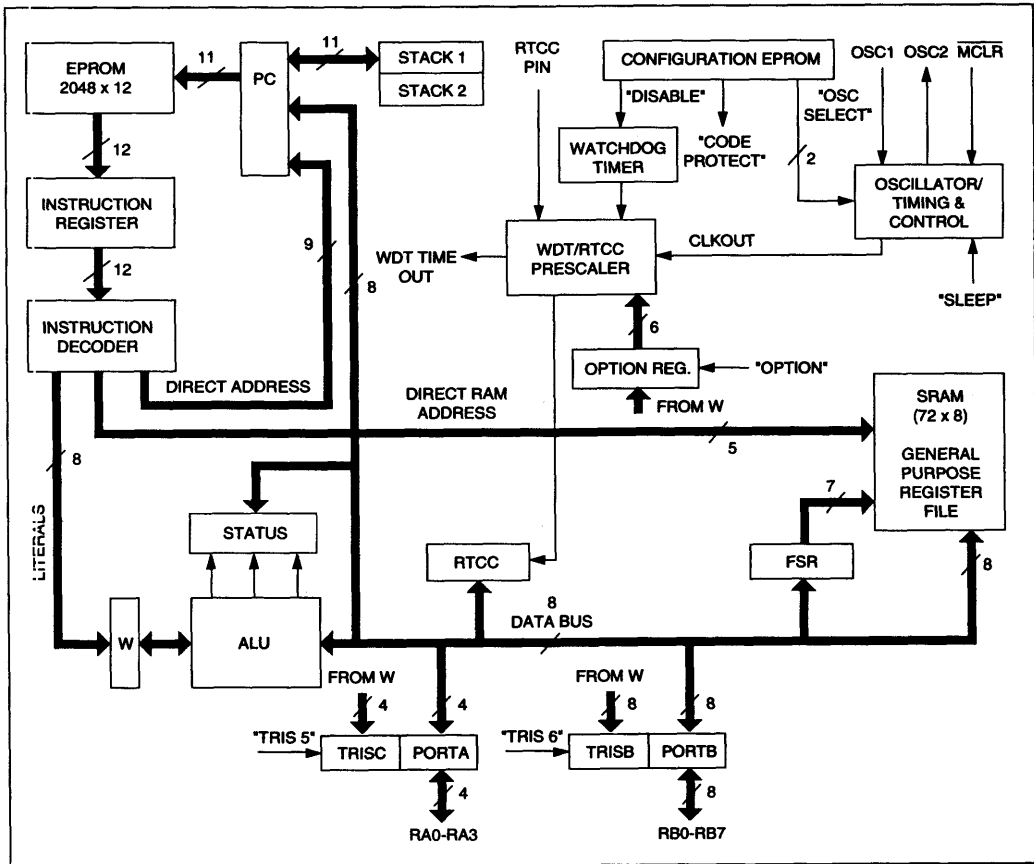 EPROM
2048 x 12
11
PC
11
STACK 1
STACK 2
RTCC
PIN
CONFIGURATION EPROM
OSC1 OSC2 MCLR
"DISABLE"
"OSC
SELECT"
12
WATCHDOG
TIMER
"CODE
PROTECT"
2
INSTRUCTION
REGISTER
OSCILLATOR/
TIMING &
CONTROL
9
WDT TIME
OUT
WDT/RTCC
PRESCALER
CLKOUT
12
8
"SLEEP"
INSTRUCTION
DECODER
6
OPTION REG.
"OPTION"
DIRECT ADDRESS
DIRECT RAM
ADDRESS
FROM W
SRAM
(72 x 8)
GENERAL
PURPOSE
REGISTER
FILE
5
8
7
LITERALS
STATUS
RTCC
FSR
8
W
ALU
8
DATA BUS
FROM W
4
4
FROM W
8
8
"TRIS 5"
TRISC
PORTA
"TRIS 6"
TRISB
PORTB
4
8
RA0-RA3
RB0-RB7